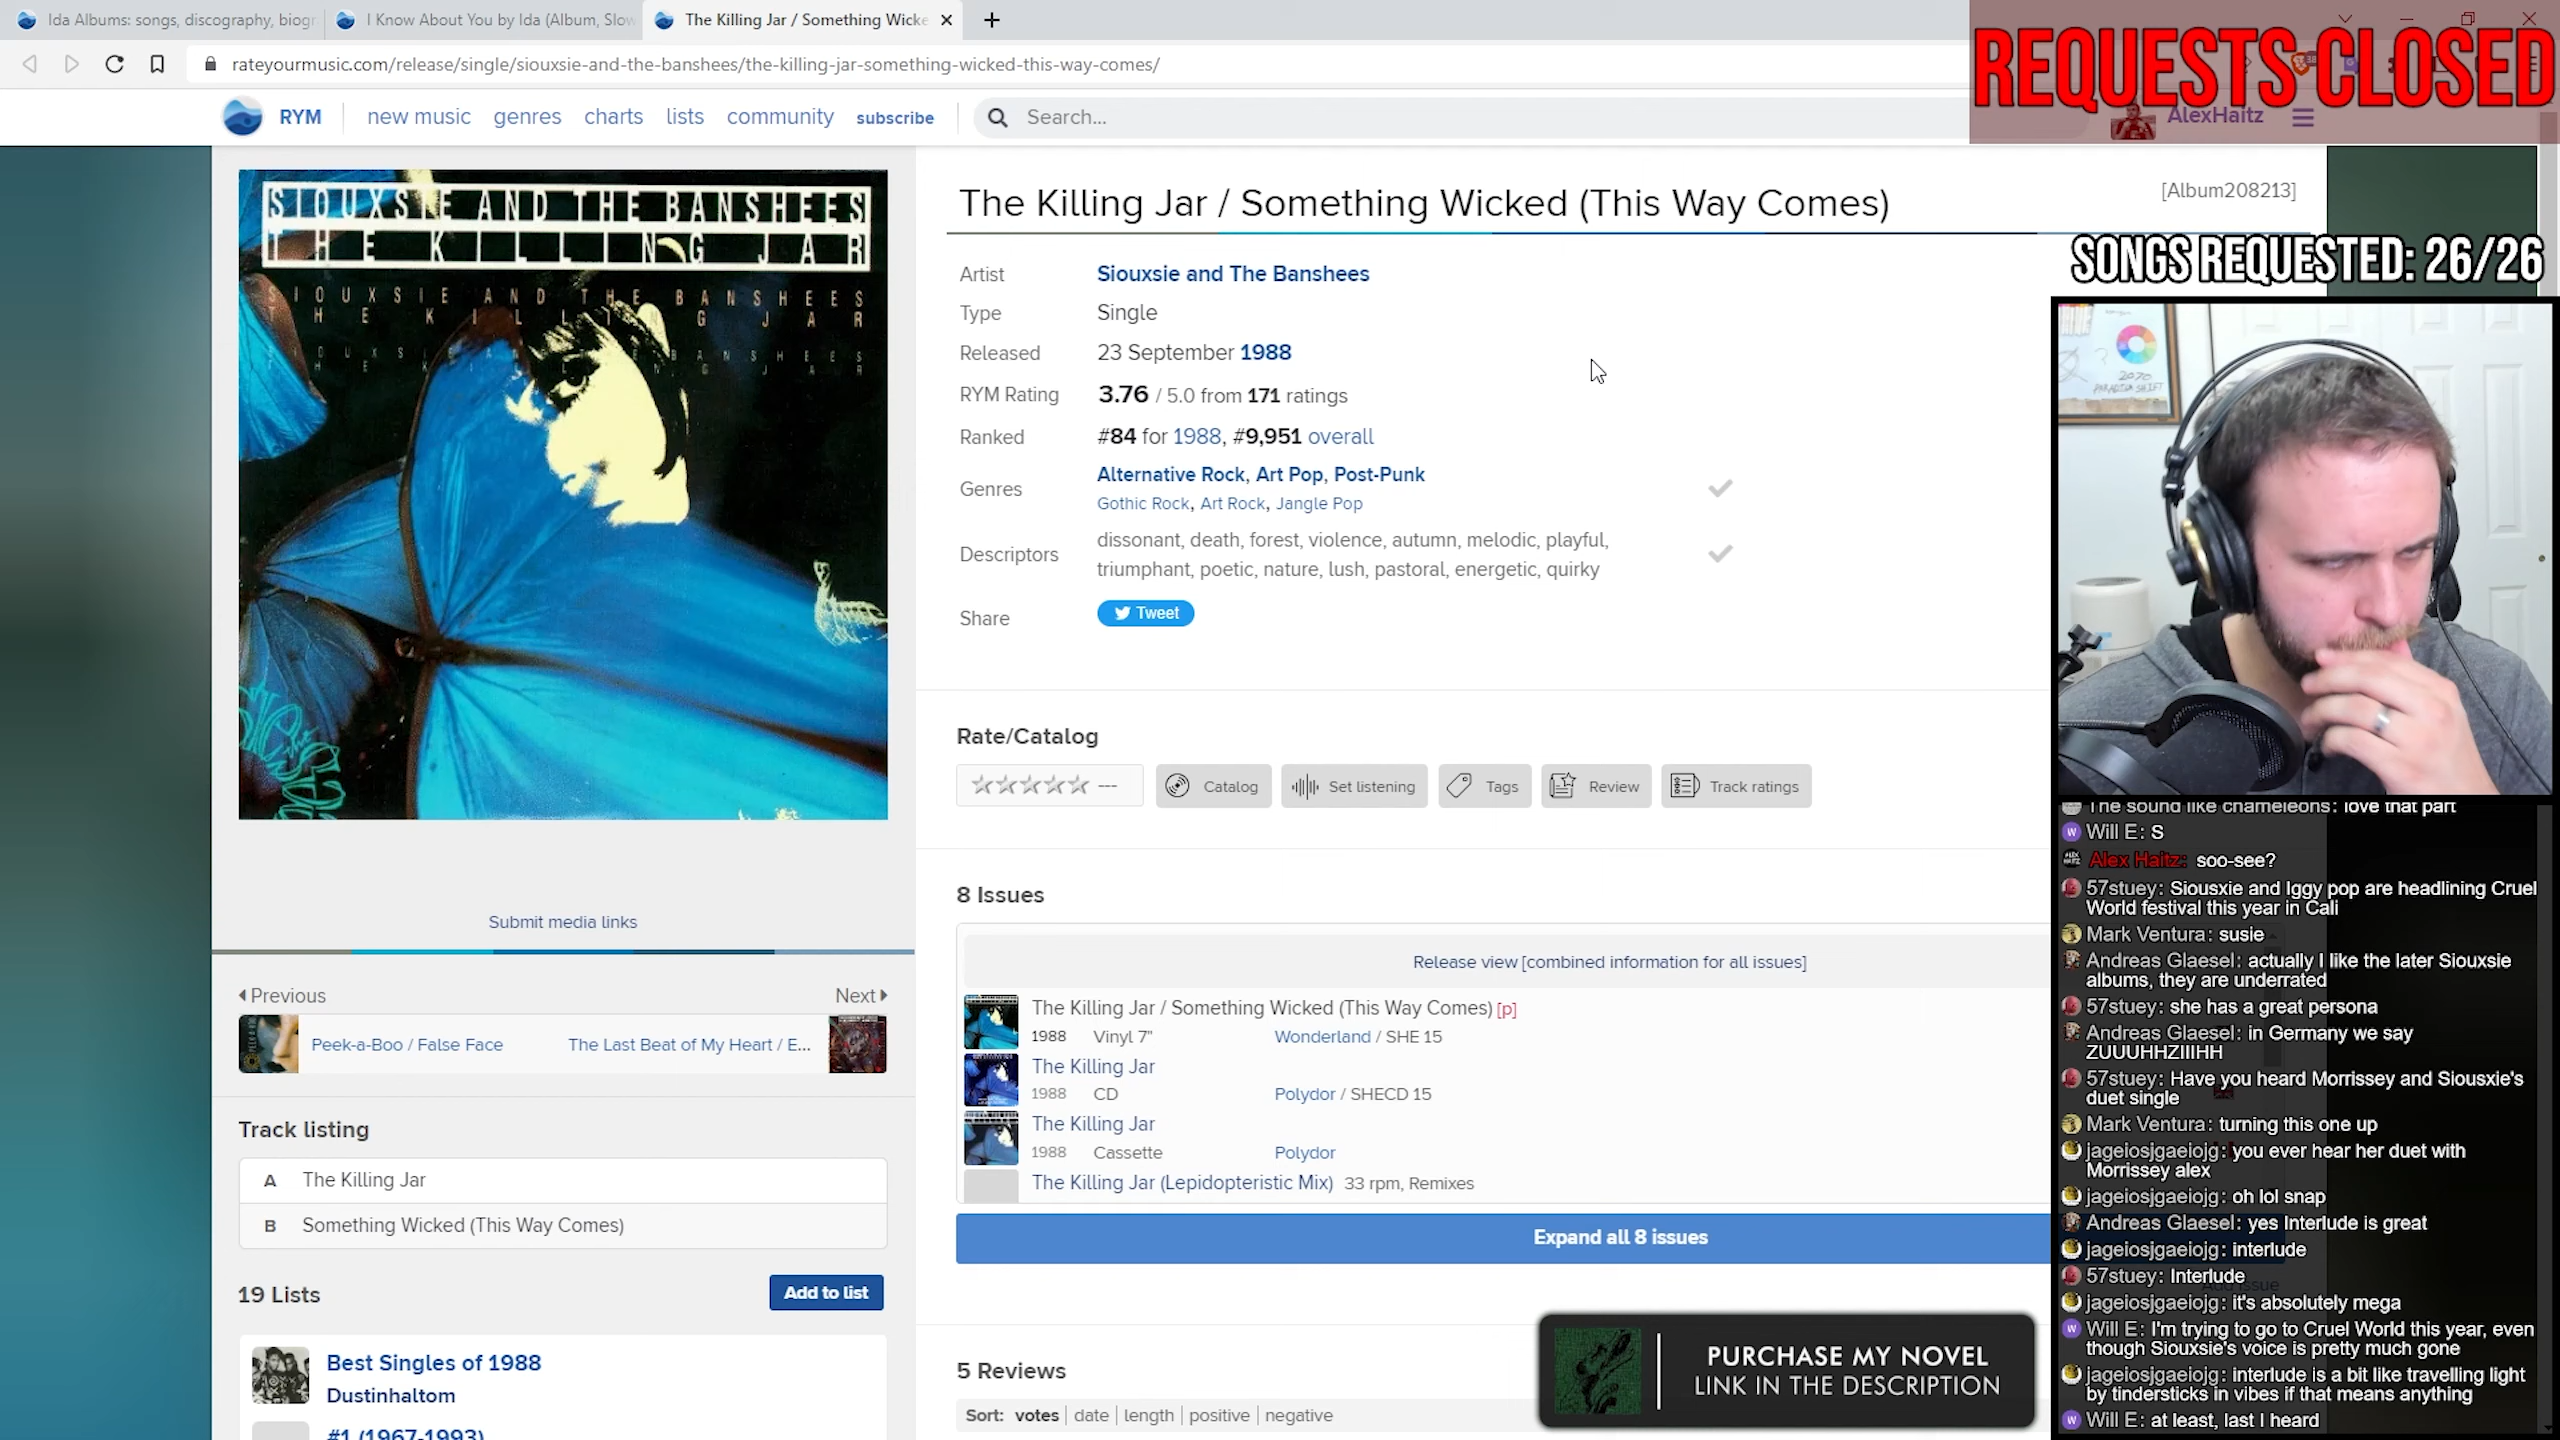 Ida Albums: songs, discography, biogr
I Know About You by Ida (Album, Slow
The Killing Jar / Something Wicke
rateyourmusic.com/release/single/siouxsie-and-the-banshees/the-killing-jar-something-wicked-this-way-comes/
REQUESTS CLOSED
RYM
new music
genres
charts
lists
community
subscribe
Search...
AlexHaitz
SIOUXSIE AND THE BANSHEES
THE KILLING JAR
SIOUXSIE AND THE BANSHEES
THE KILLING JAR
SIOUXSIE AND THE BANSHEES
THE KILLING JAR
The Killing Jar / Something Wicked (This Way Comes)
[Album208213]
SONGS REQUESTED: 26/26
Artist
Siouxsie and The Banshees
Type
Single
Released
23 September 1988
RYM Rating
3.76 / 5.0 from 171 ratings
Ranked
#84 for 1988, #9,951 overall
Genres
Alternative Rock, Art Pop, Post-Punk
Gothic Rock, Art Rock, Jangle Pop
Descriptors
dissonant, death, forest, violence, autumn, melodic, playful,
triumphant, poetic, nature, lush, pastoral, energetic, quirky
Share
Tweet
Rate/Catalog
---
Catalog
Set listening
Tags
Review
Track ratings
8 Issues
Release view [combined information for all issues]
The Killing Jar / Something Wicked (This Way Comes) [p]
1988 Vinyl 7" Wonderland / SHE 15
The Killing Jar
1988 CD Polydor / SHECD 15
The Killing Jar
1988 Cassette Polydor
The Killing Jar (Lepidopteristic Mix) 33 rpm, Remixes
Expand all 8 issues
5 Reviews
Sort: votes | date | length | positive | negative
Submit media links
Previous
Next
Peek-a-Boo / False Face
The Last Beat of My Heart / E...
Track listing
A The Killing Jar
B Something Wicked (This Way Comes)
19 Lists
Add to list
Best Singles of 1988
Dustinhaltom
#1 (1967-1993)
PURCHASE MY NOVEL
LINK IN THE DESCRIPTION
2070
PARADIGM SHIFT
The sound like chameleons: love that part
Will E: S
Alex Haitz: soo-see?
57stuey: Siousxie and Iggy pop are headlining Cruel
World festival this year in Cali
Mark Ventura: susie
Andreas Glaesel: actually I like the later Siouxsie
albums, they are underrated
57stuey: she has a great persona
Andreas Glaesel: in Germany we say
ZUUUHHZIIIHH
57stuey: Have you heard Morrissey and Siousxie's
duet single
Mark Ventura: turning this one up
jageiosjgaeiojg: you ever hear her duet with
Morrissey alex
jageiosjgaeiojg: oh lol snap
Andreas Glaesel: yes Interlude is great
jageiosjgaeiojg: interlude
57stuey: Interlude
jageiosjgaeiojg: it's absolutely mega
Will E: I'm trying to go to Cruel World this year, even
though Siouxsie's voice is pretty much gone
jageiosjgaeiojg: interlude is a bit like travelling light
by tindersticks in vibes if that means anything
Will E: at least, last I heard